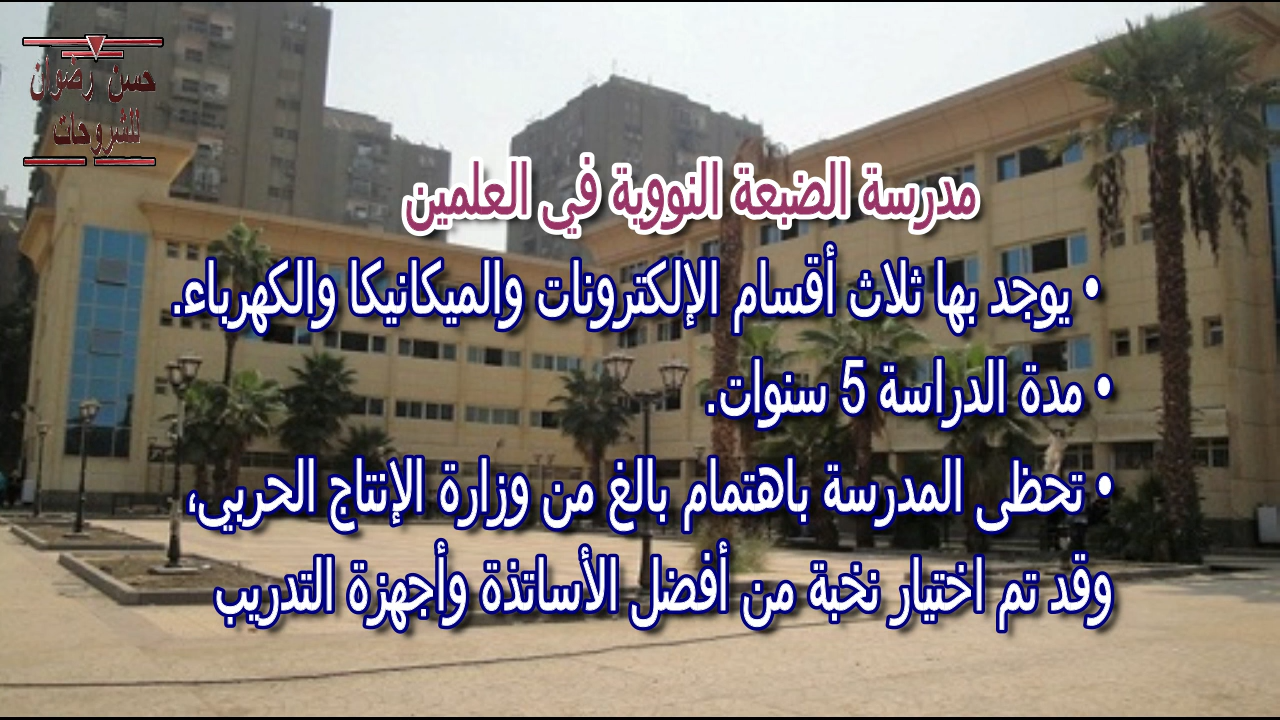 حسن رضوان
للشروحات
مدرسة الضبعة النووية في العلمين
• يوجد بها ثلاث أقسام الإلكترونات والميكانيكا والكهرباء.
• مدة الدراسة 5 سنوات.
• تحظى المدرسة باهتمام بالغ من وزارة الإنتاج الحربي،
وقد تم اختيار نخبة من أفضل الأساتذة وأجهزة التدريب